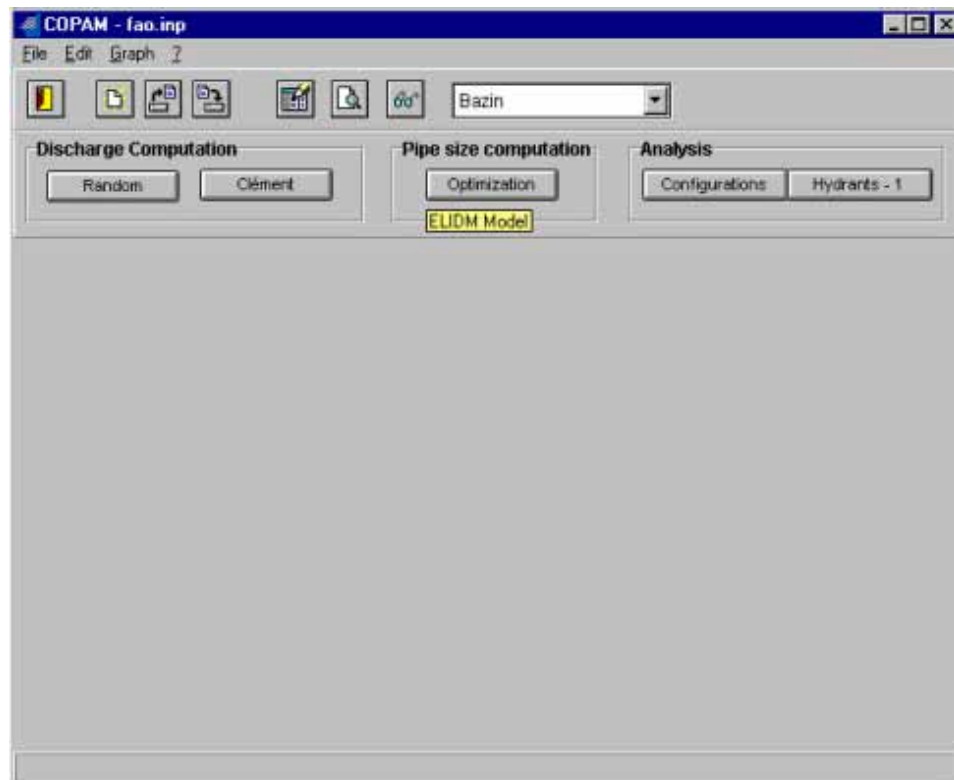 COPAM - fao.inp
File Edit Graph ?
Bazin
Discharge Computation
Random Clément
Pipe size computation
Optimization
ELIDM Model
Analysis
Configurations Hydrants - 1